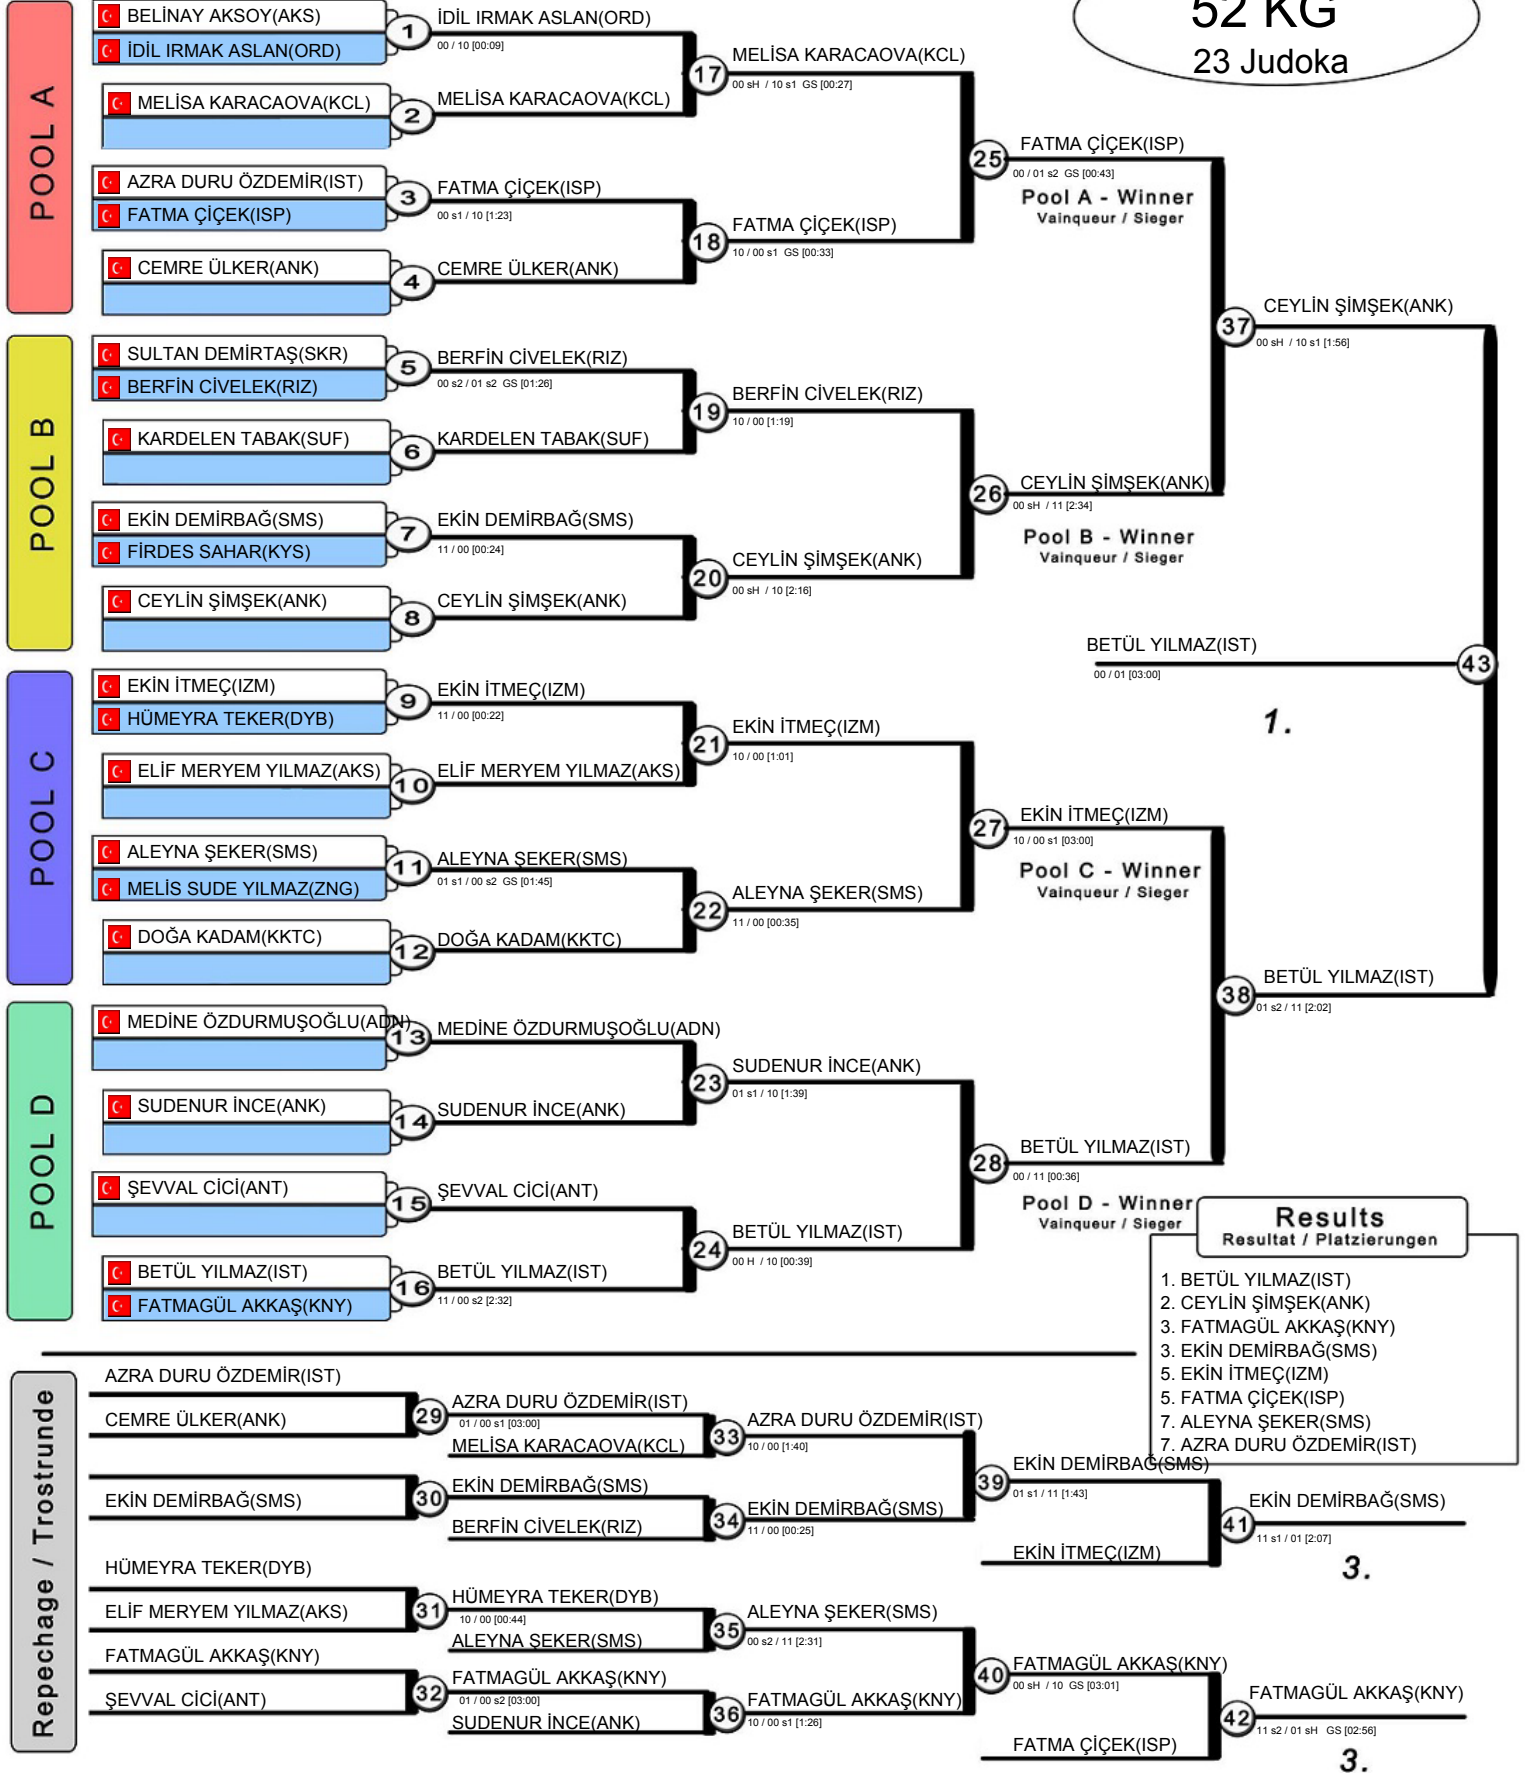 52 KG
23 Judoka
POOL A
BELİNAY AKSOY(AKS)
İDİL IRMAK ASLAN(ORD)
1
İDİL IRMAK ASLAN(ORD)
00 / 10 [00:09]
MELİSA KARACAOVA(KCL)
2
MELİSA KARACAOVA(KCL)
17
MELİSA KARACAOVA(KCL)
00 sH / 10 s1 GS [00:27]
AZRA DURU ÖZDEMİR(IST)
FATMA ÇİÇEK(ISP)
3
FATMA ÇİÇEK(ISP)
00 s1 / 10 [1:23]
CEMRE ÜLKER(ANK)
4
CEMRE ÜLKER(ANK)
18
FATMA ÇİÇEK(ISP)
10 / 00 s1 GS [00:33]
25
FATMA ÇİÇEK(ISP)
00 / 01 s2 GS [00:43]
Pool A - Winner
Vainqueur / Sieger
POOL B
SULTAN DEMİRTAŞ(SKR)
BERFİN CİVELEK(RIZ)
5
BERFİN CİVELEK(RIZ)
00 s2 / 01 s2 GS [01:26]
KARDELEN TABAK(SUF)
6
KARDELEN TABAK(SUF)
19
BERFİN CİVELEK(RIZ)
10 / 00 [1:19]
EKİN DEMİRBAĞ(SMS)
FİRDES SAHAR(KYS)
7
EKİN DEMİRBAĞ(SMS)
11 / 00 [00:24]
CEYLİN ŞİMŞEK(ANK)
8
CEYLİN ŞİMŞEK(ANK)
20
CEYLİN ŞİMŞEK(ANK)
00 sH / 10 [2:16]
26
CEYLİN ŞİMŞEK(ANK)
00 sH / 11 [2:34]
Pool B - Winner
Vainqueur / Sieger
37
CEYLİN ŞİMŞEK(ANK)
00 sH / 10 s1 [1:56]
BETÜL YILMAZ(IST)
00 / 01 [03:00]
43
1.
POOL C
EKİN İTMEÇ(IZM)
HÜMEYRA TEKER(DYB)
9
EKİN İTMEÇ(IZM)
11 / 00 [00:22]
ELİF MERYEM YILMAZ(AKS)
10
ELİF MERYEM YILMAZ(AKS)
21
EKİN İTMEÇ(IZM)
10 / 00 [1:01]
ALEYNA ŞEKER(SMS)
MELİS SUDE YILMAZ(ZNG)
11
ALEYNA ŞEKER(SMS)
01 s1 / 00 s2 GS [01:45]
DOĞA KADAM(KKTC)
12
DOĞA KADAM(KKTC)
22
ALEYNA ŞEKER(SMS)
11 / 00 [00:35]
27
EKİN İTMEÇ(IZM)
10 / 00 s1 [03:00]
Pool C - Winner
Vainqueur / Sieger
POOL D
MEDİNE ÖZDURMUŞOĞLU(ADN)
13
MEDİNE ÖZDURMUŞOĞLU(ADN)
SUDENUR İNCE(ANK)
14
SUDENUR İNCE(ANK)
23
SUDENUR İNCE(ANK)
01 s1 / 10 [1:39]
ŞEVVAL CİCİ(ANT)
15
ŞEVVAL CİCİ(ANT)
BETÜL YILMAZ(IST)
FATMAGÜL AKKAŞ(KNY)
16
BETÜL YILMAZ(IST)
11 / 00 s2 [2:32]
24
BETÜL YILMAZ(IST)
00 H / 10 [00:39]
28
BETÜL YILMAZ(IST)
00 / 11 [00:36]
Pool D - Winner
Vainqueur / Sieger
38
BETÜL YILMAZ(IST)
01 s2 / 11 [2:02]
Results
Resultat / Platzierungen
1. BETÜL YILMAZ(IST)
2. CEYLİN ŞİMŞEK(ANK)
3. FATMAGÜL AKKAŞ(KNY)
3. EKİN DEMİRBAĞ(SMS)
5. EKİN İTMEÇ(IZM)
5. FATMA ÇİÇEK(ISP)
7. ALEYNA ŞEKER(SMS)
7. AZRA DURU ÖZDEMİR(IST)
Repechage / Trostrunde
AZRA DURU ÖZDEMİR(IST)
CEMRE ÜLKER(ANK)
29
AZRA DURU ÖZDEMİR(IST)
01 / 00 s1 [03:00]
MELİSA KARACAOVA(KCL)
33
AZRA DURU ÖZDEMİR(IST)
10 / 00 [1:40]
EKİN DEMİRBAĞ(SMS)
30
EKİN DEMİRBAĞ(SMS)
BERFİN CİVELEK(RIZ)
34
EKİN DEMİRBAĞ(SMS)
11 / 00 [00:25]
39
EKİN DEMİRBAĞ(SMS)
01 s1 / 11 [1:43]
EKİN İTMEÇ(IZM)
41
EKİN DEMİRBAĞ(SMS)
11 s1 / 01 [2:07]
3.
HÜMEYRA TEKER(DYB)
ELİF MERYEM YILMAZ(AKS)
31
HÜMEYRA TEKER(DYB)
10 / 00 [00:44]
ALEYNA ŞEKER(SMS)
35
ALEYNA ŞEKER(SMS)
00 s2 / 11 [2:31]
FATMAGÜL AKKAŞ(KNY)
ŞEVVAL CİCİ(ANT)
32
FATMAGÜL AKKAŞ(KNY)
01 / 00 s2 [03:00]
SUDENUR İNCE(ANK)
36
FATMAGÜL AKKAŞ(KNY)
10 / 00 s1 [1:26]
40
FATMAGÜL AKKAŞ(KNY)
00 sH / 10 GS [03:01]
FATMA ÇİÇEK(ISP)
42
FATMAGÜL AKKAŞ(KNY)
11 s2 / 01 sH GS [02:56]
3.